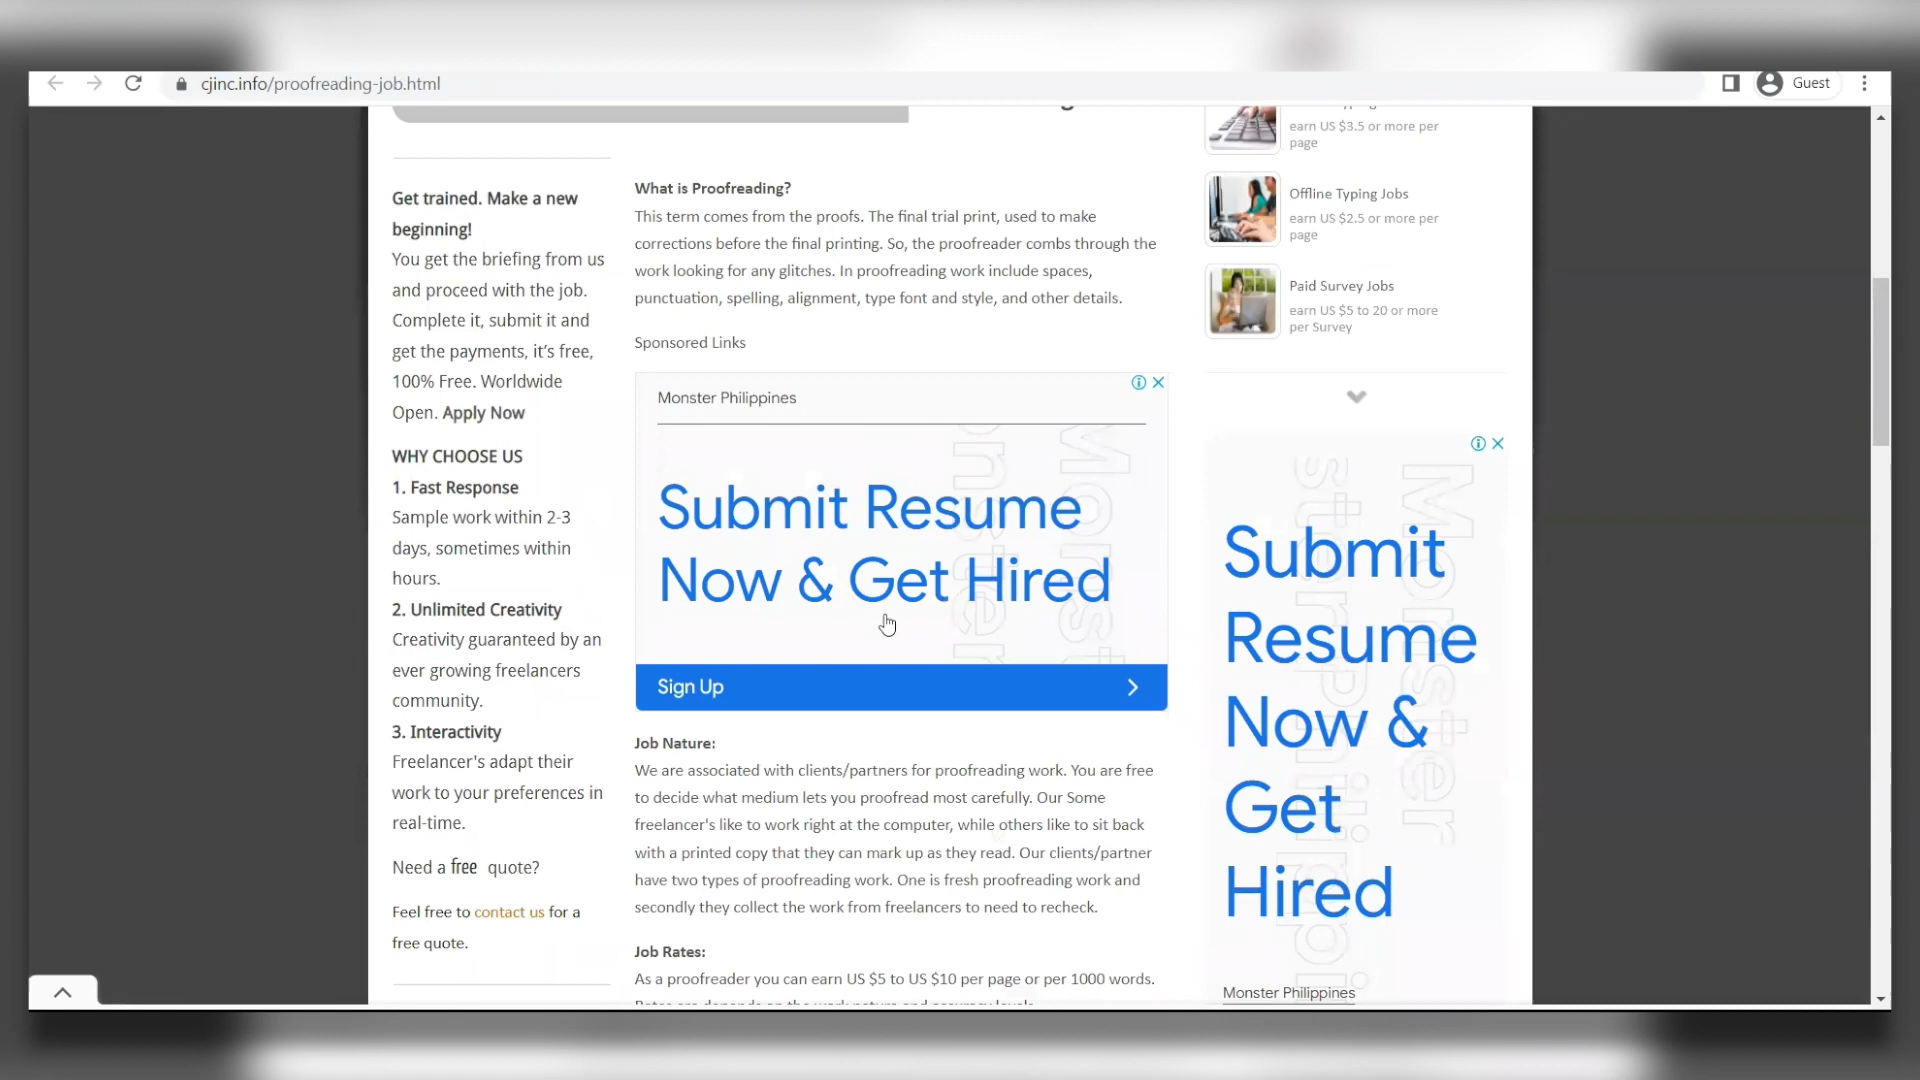 cjinc.info/proofreading-job.html
Guest
Get trained. Make a new
beginning!
You get the briefing from us
and proceed with the job.
Complete it, submit it and
get the payments, it’s free,
100% Free. Worldwide
Open. Apply Now
WHY CHOOSE US
1. Fast Response
Sample work within 2-3
days, sometimes within
hours.
2. Unlimited Creativity
Creativity guaranteed by an
ever growing freelancers
community.
3. Interactivity
Freelancer's adapt their
work to your preferences in
real-time.
Need a free quote?
Feel free to contact us for a
free quote.
What is Proofreading?
This term comes from the proofs. The final trial print, used to make
corrections before the final printing. So, the proofreader combs through the
work looking for any glitches. In proofreading work include spaces,
punctuation, spelling, alignment, type font and style, and other details.
Sponsored Links
Monster Philippines
Submit Resume
Now & Get Hired
Sign Up
Job Nature:
We are associated with clients/partners for proofreading work. You are free
to decide what medium lets you proofread most carefully. Our Some
freelancer's like to work right at the computer, while others like to sit back
with a printed copy that they can mark up as they read. Our clients/partner
have two types of proofreading work. One is fresh proofreading work and
secondly they collect the work from freelancers to need to recheck.
Job Rates:
As a proofreader you can earn US $5 to US $10 per page or per 1000 words.
earn US $3.5 or more per
page
Offline Typing Jobs
earn US $2.5 or more per
page
Paid Survey Jobs
earn US $5 to 20 or more
per Survey
Submit
Resume
Now &
Get
Hired
Monster Philippines